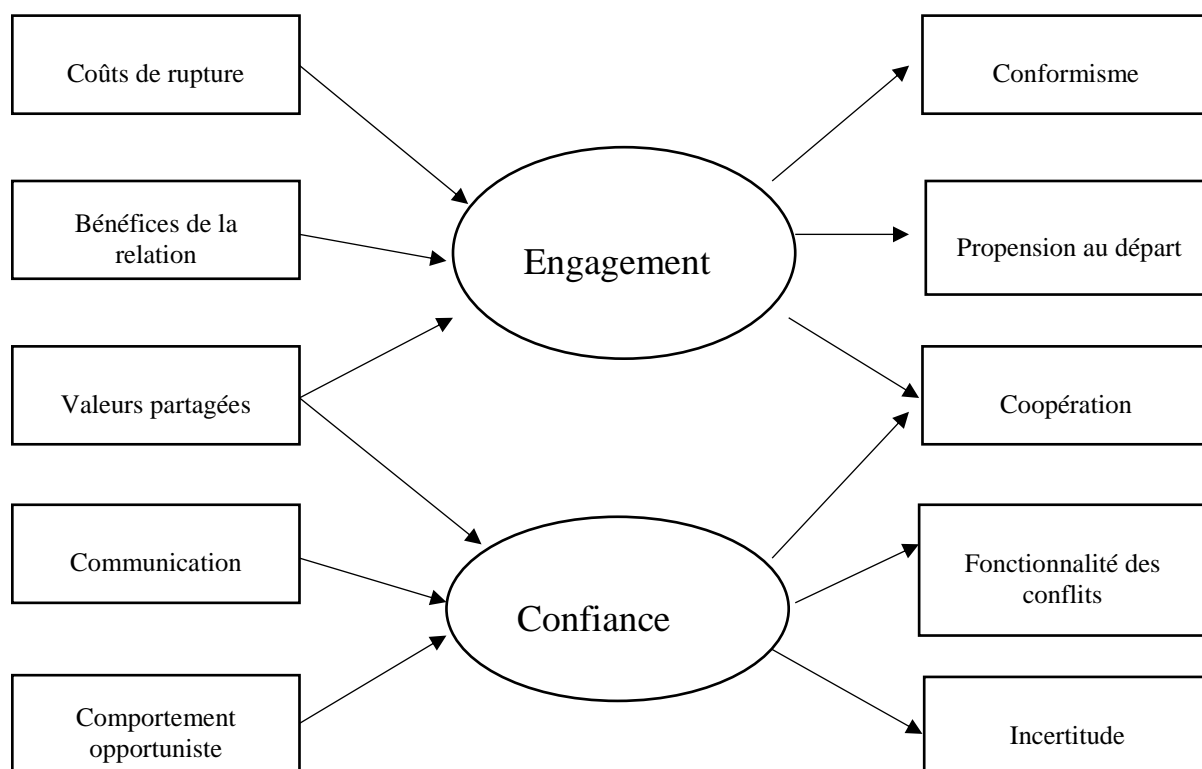 Coûts de rupture
Conformisme
Bénéfices de la
relation
Engagement
Propension au départ
Valeurs partagées
Coopération
Communication
Confiance
Fonctionnalité des
conflits
Comportement
opportuniste
Incertitude